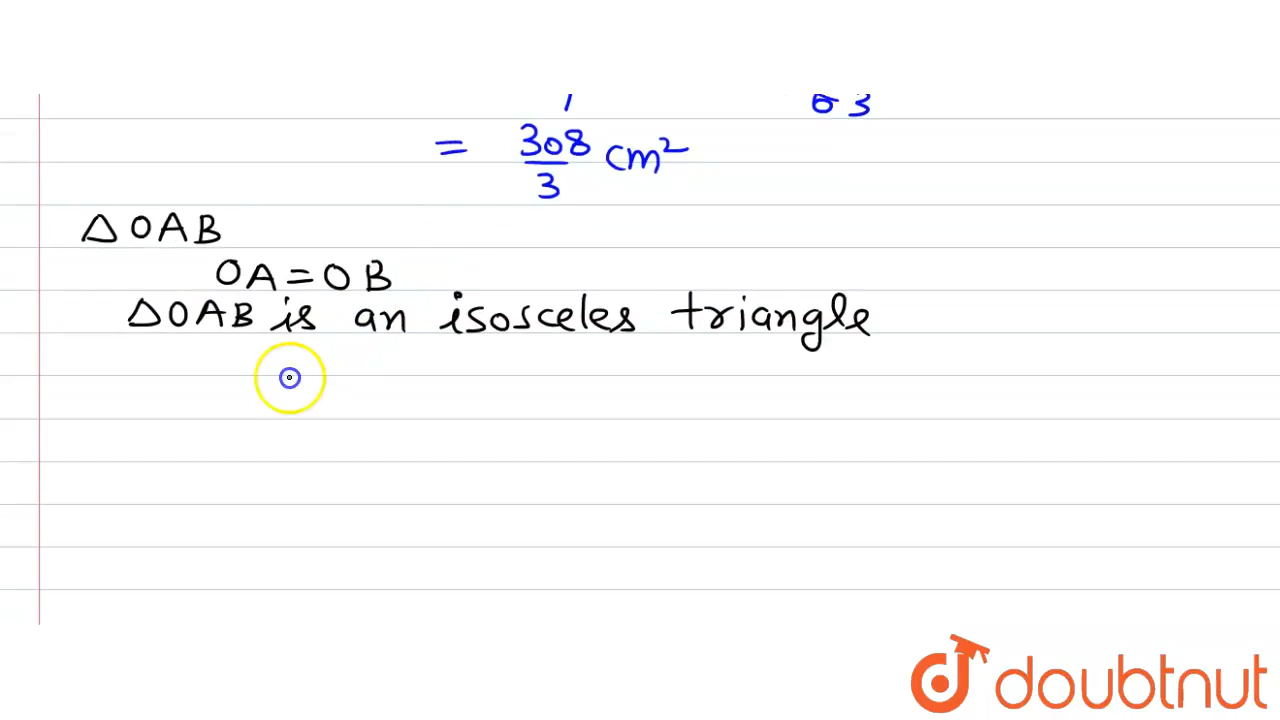 = 308/3 cm²
△OAB
OA = OB
△OAB is an isosceles triangle
doubtnut